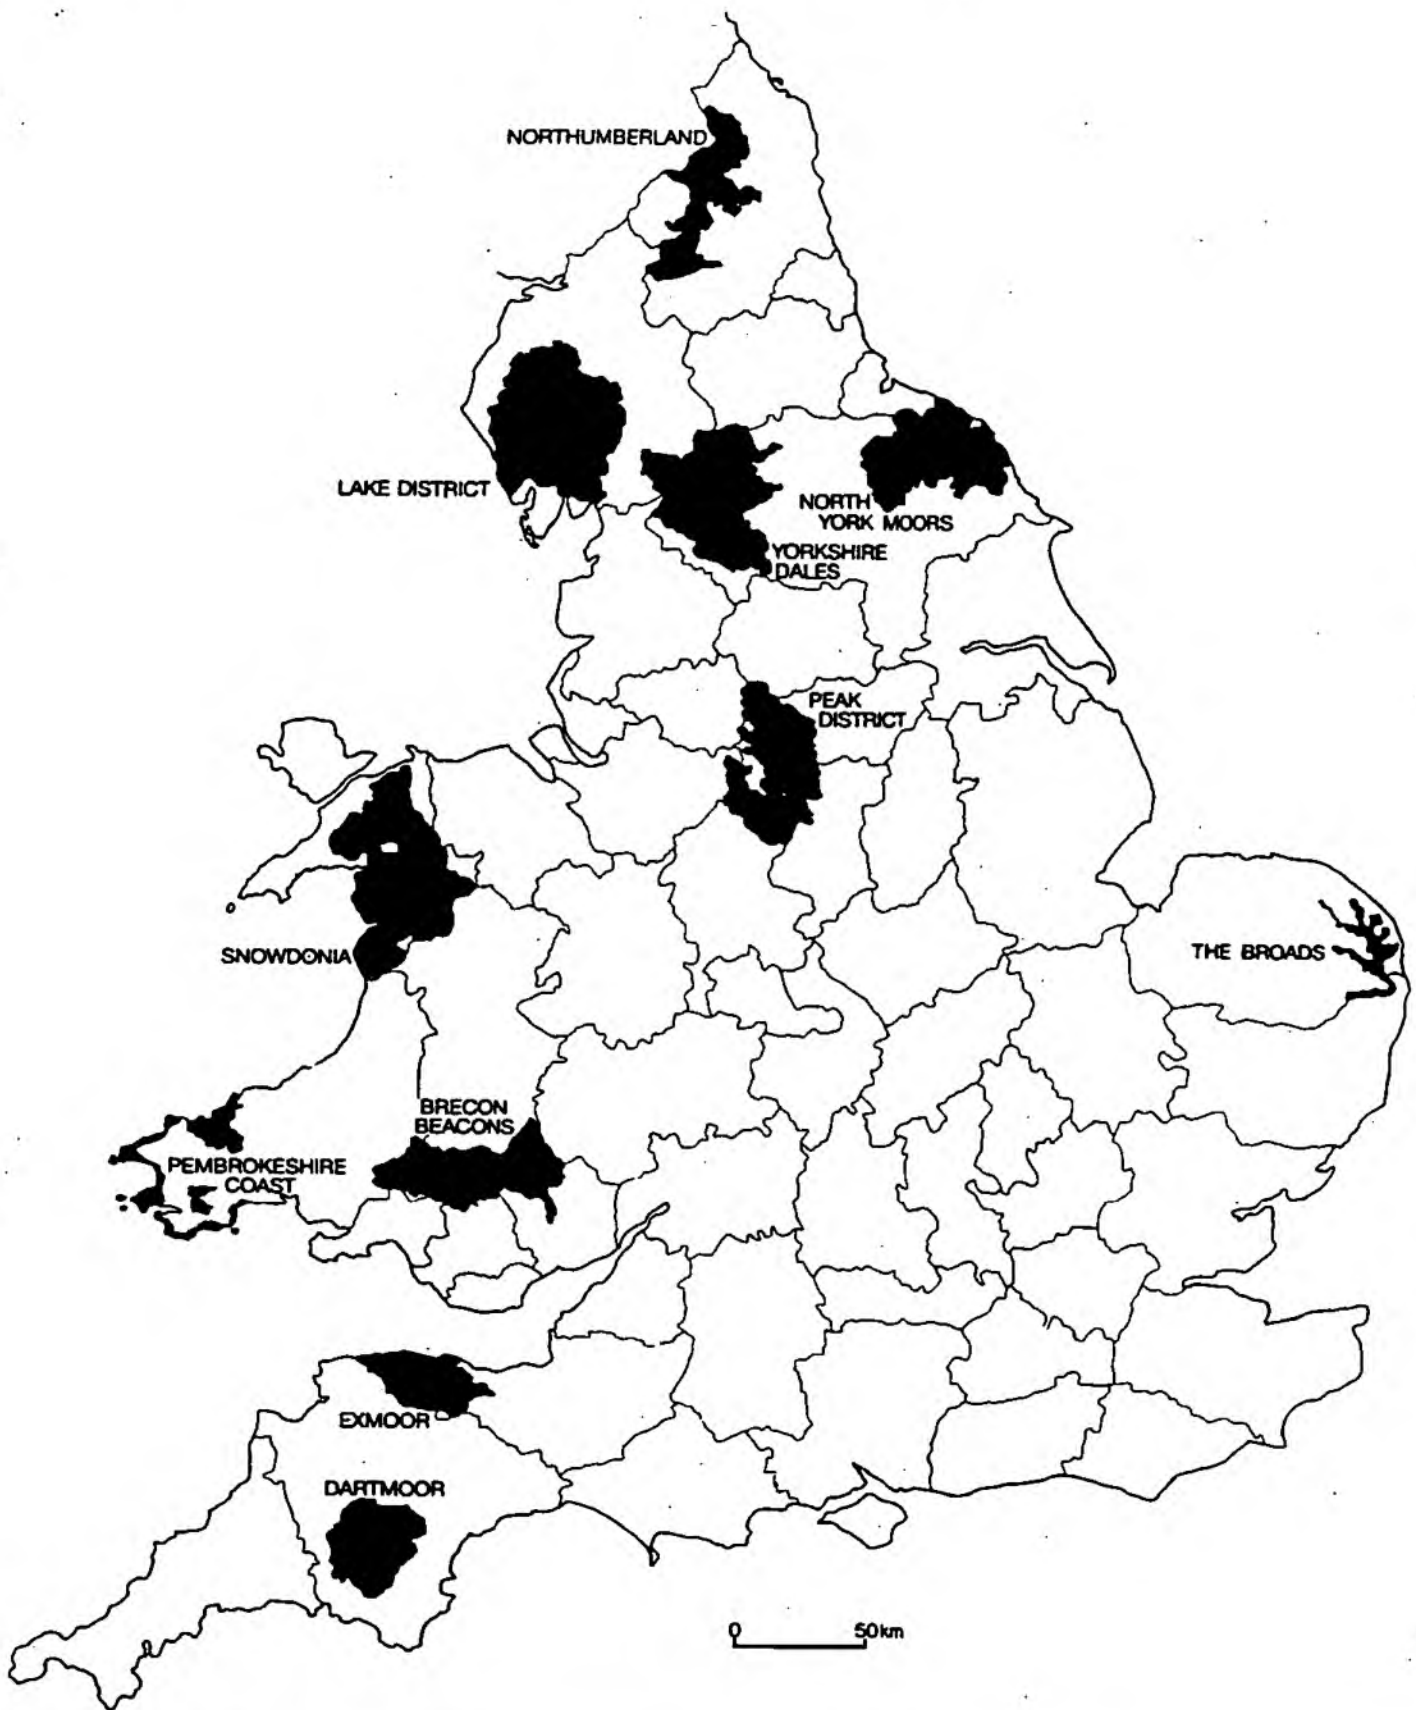 NORTHUMBERLAND
LAKE DISTRICT
NORTH
YORK MOORS
YORKSHIRE
DALES
PEAK
DISTRICT
SNOWDONIA
THE BROADS
BRECON
BEACONS
PEMBROKESHIRE
COAST
EXMOOR
DARTMOOR
0 50km